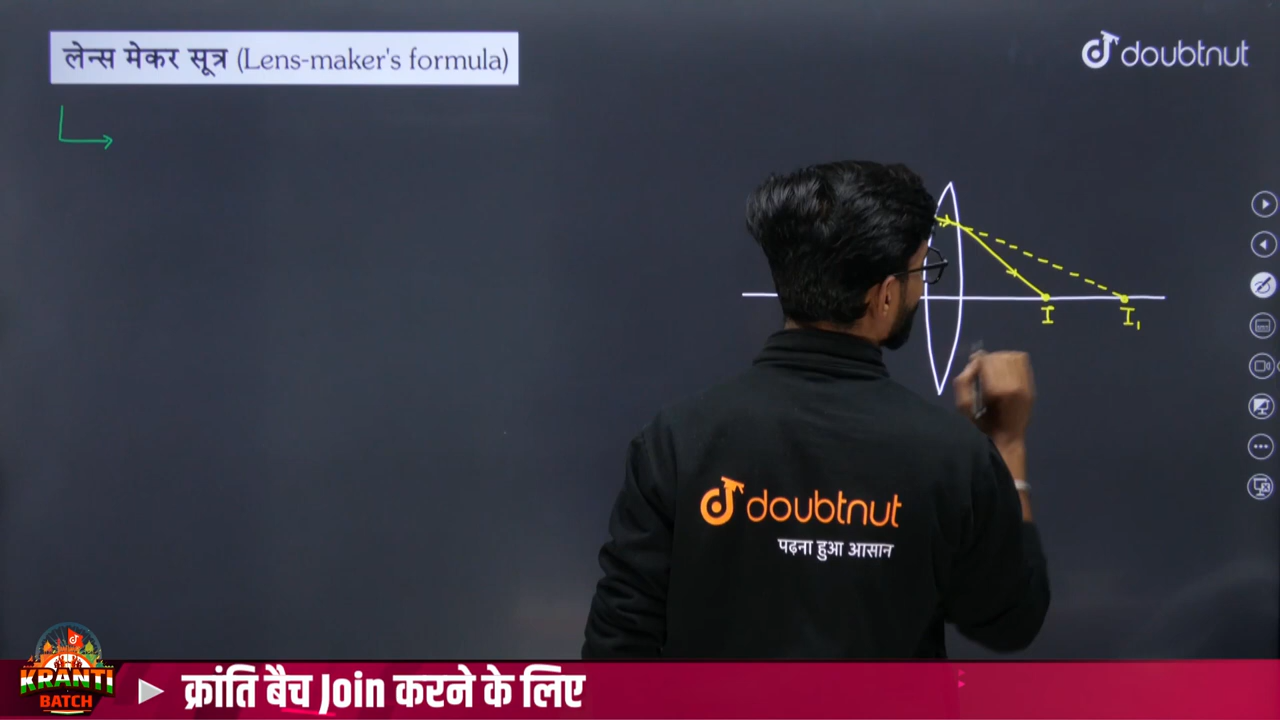 लेन्स मेकर सूत्र (Lens-maker's formula)
doubtnut
I
I₁
doubtnut
पढ़ना हुआ आसान
KRANTI
BATCH
क्रांति बैच Join करने के लिए